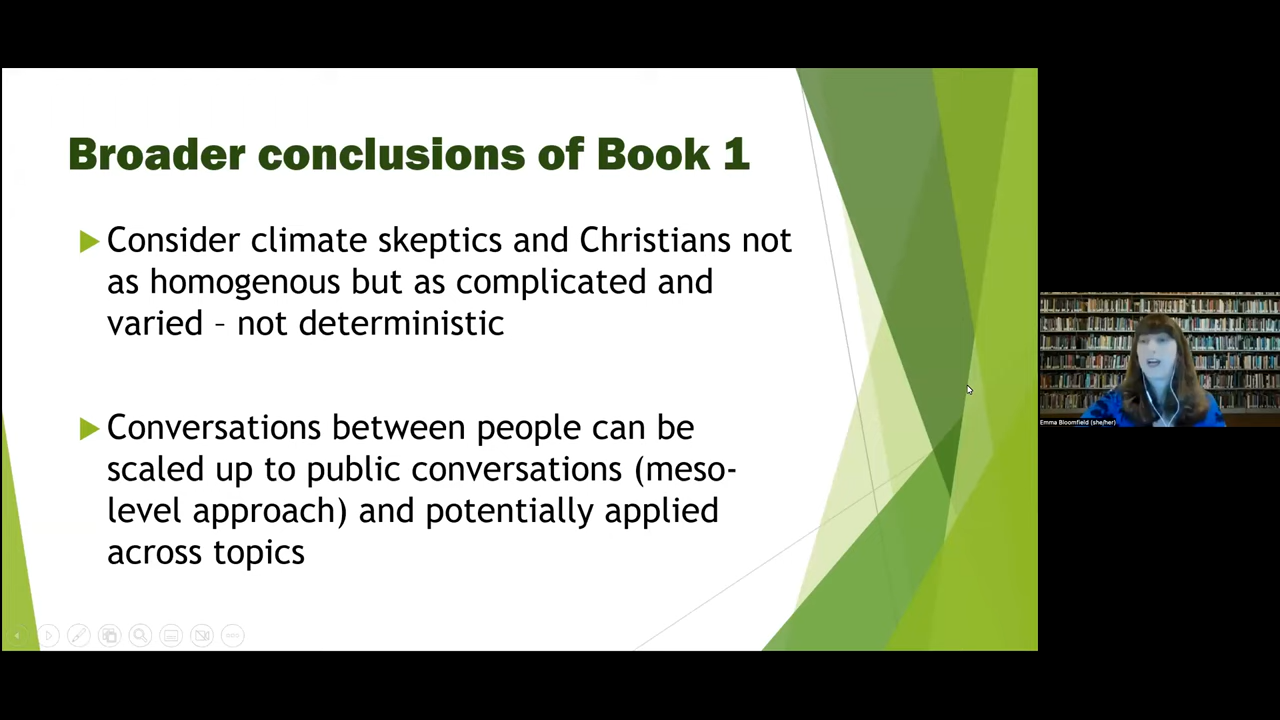 Broader conclusions of Book 1
Consider climate skeptics and Christians not
as homogenous but as complicated and
varied – not deterministic
Conversations between people can be
scaled up to public conversations (meso-
level approach) and potentially applied
across topics
Emma Bloomfield (she/her)